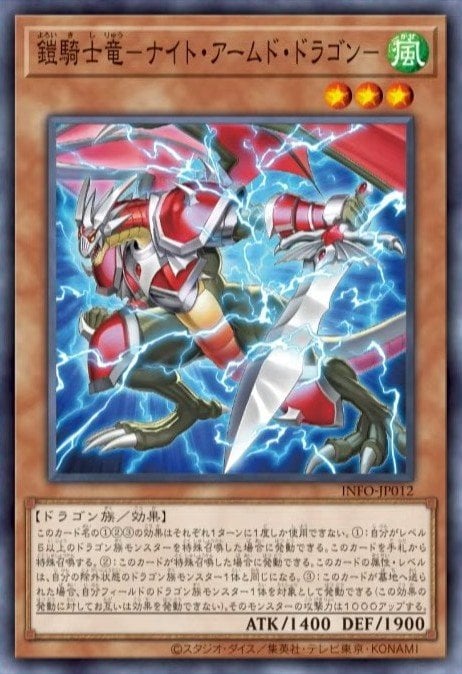 よろい き し りゅう
鎧騎士竜－ナイト・アームド・ドラゴン－
かぜ
風
INFO-JP012
【ドラゴン族／効果】
このカード名の①②③の効果はそれぞれ１ターンに１度しか使用できない。①：自分がレベル
５以上のドラゴン族モンスターを特殊召喚した場合に発動できる。このカードを手札から
特殊召喚する。②：このカードが特殊召喚した場合に発動できる。このカードの属性・レベル
は、自分の除外状態のドラゴン族モンスター１体と同じになる。③：このカードが墓地へ送ら
れた場合、自分フィールドのドラゴン族モンスター１体を対象として発動できる（この効果の
発動に対してお互いは効果を発動できない）。そのモンスターの攻撃力は１０００アップする。
ATK/1400 DEF/1900
©スタジオ・ダイス／集英社・テレビ東京・KONAMI